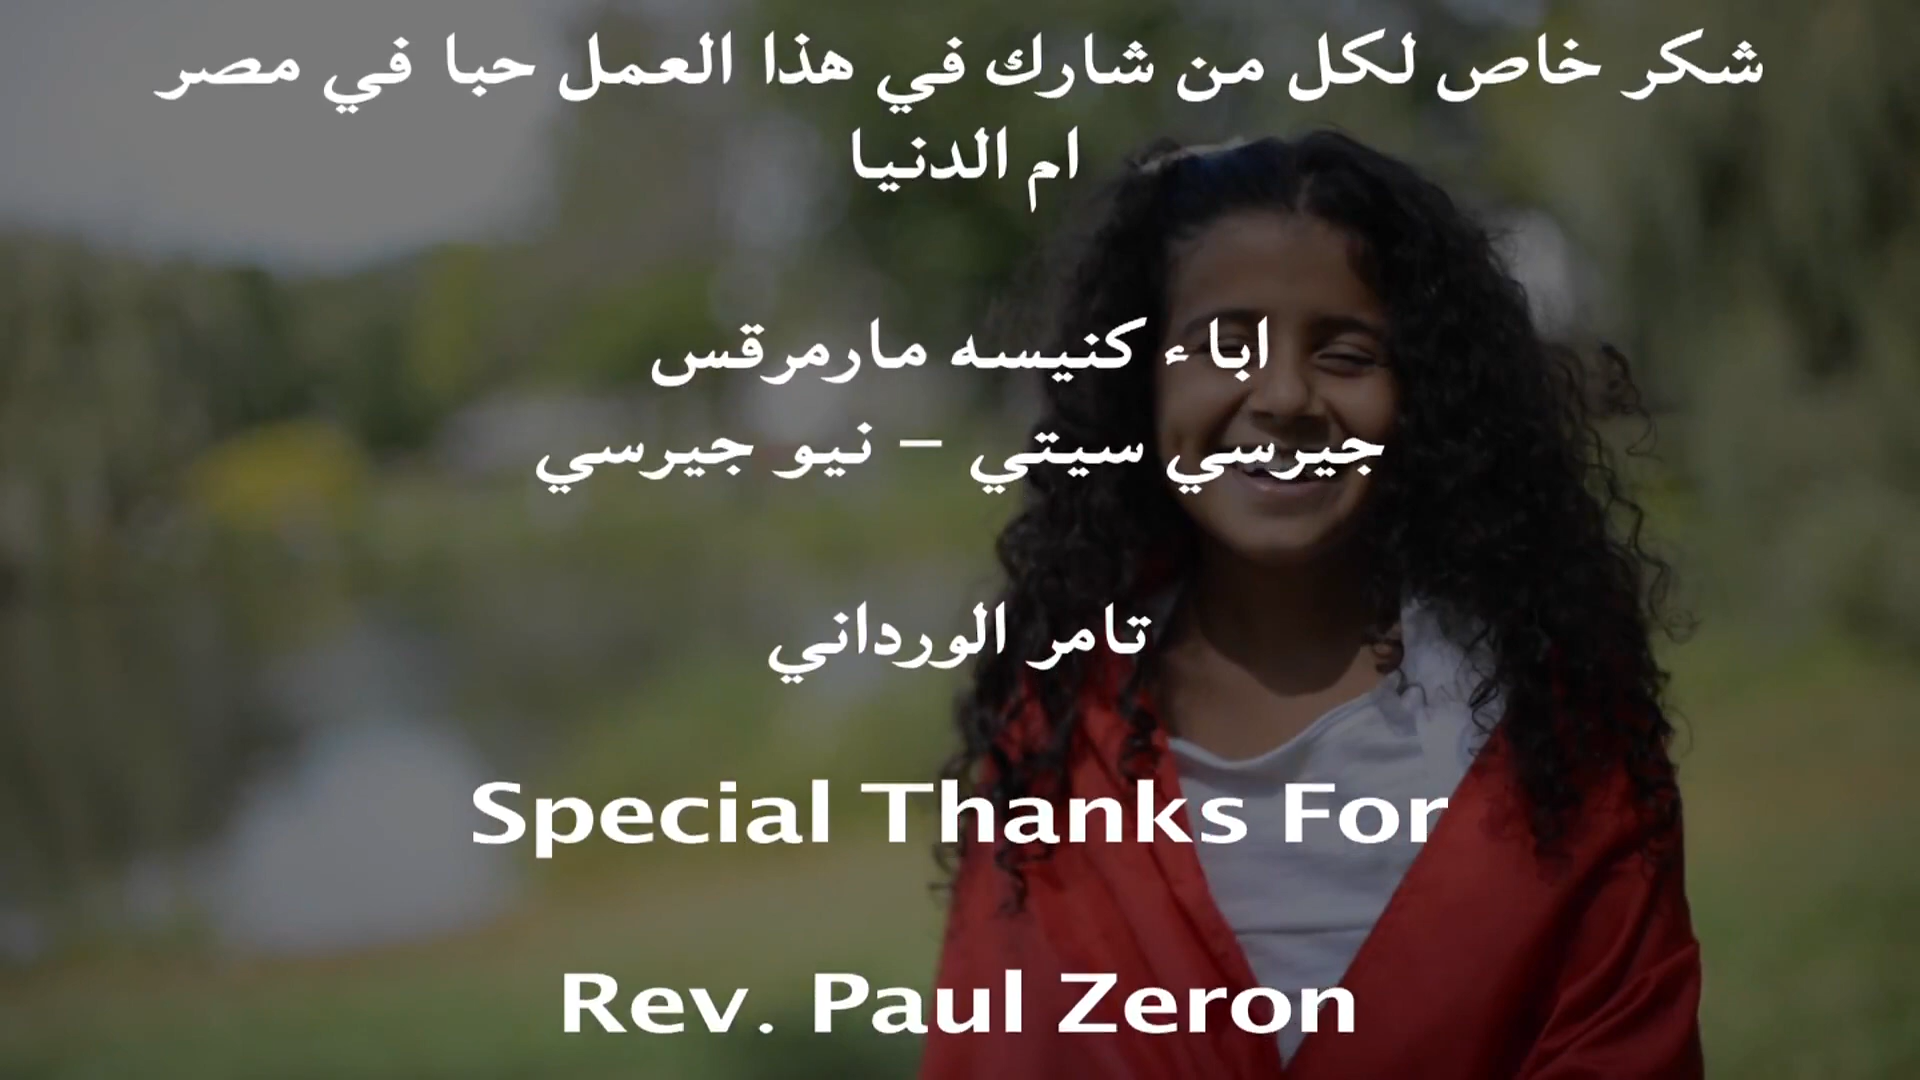 شكر خاص لكل من شارك في هذا العمل حبا في مصر
ام الدنيا
اباء كنيسه مارمرقس
جيرسي سيتي – نيو جيرسي
تامر الورداني
Special Thanks For
Rev. Paul Zeron